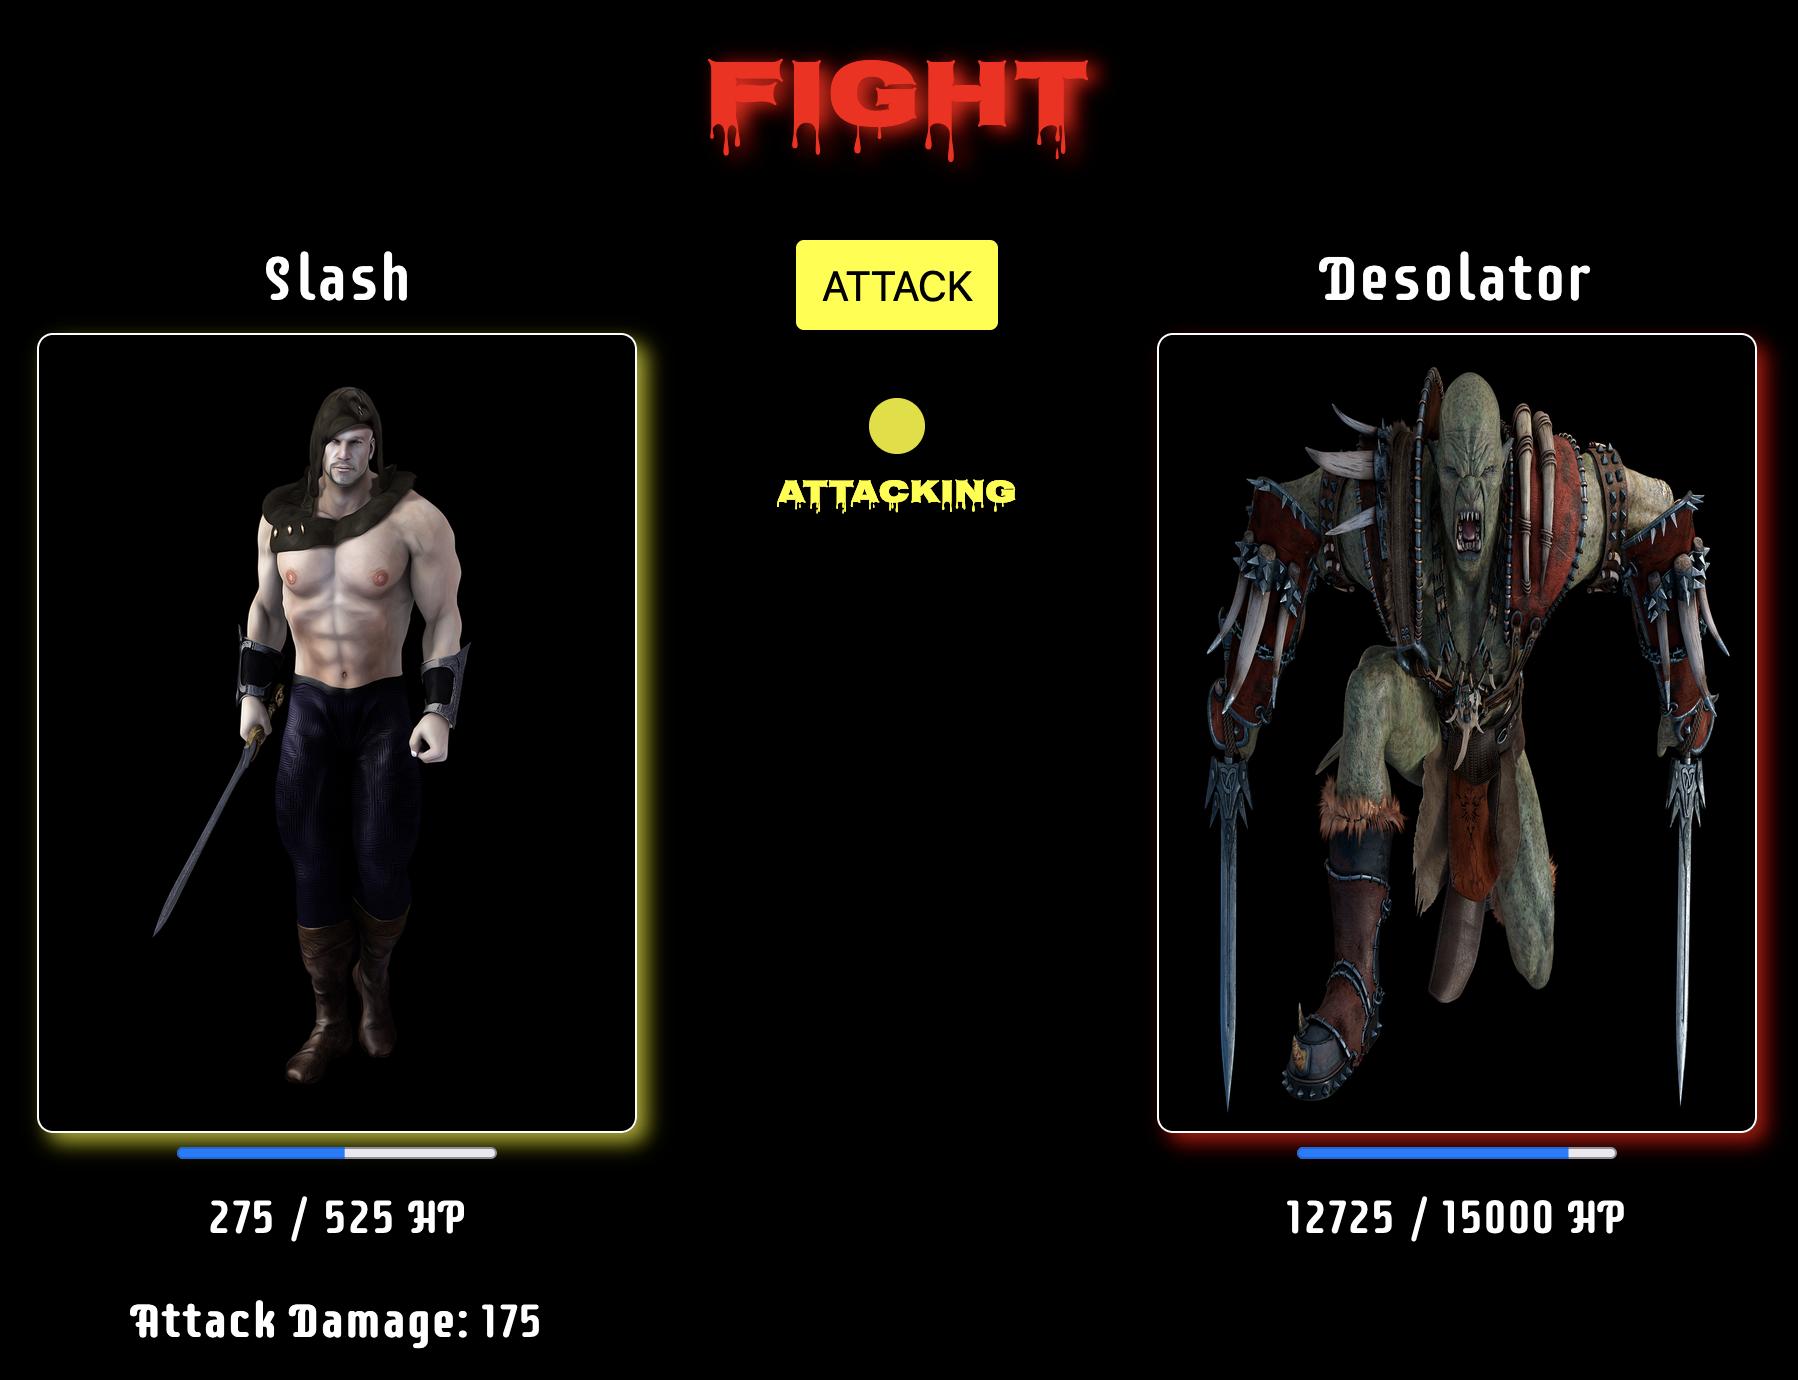 FIGHT
Slash
ATTACK
Desolator
ATTACKING
275 / 525 HP
12725 / 15000 HP
Attack Damage: 175